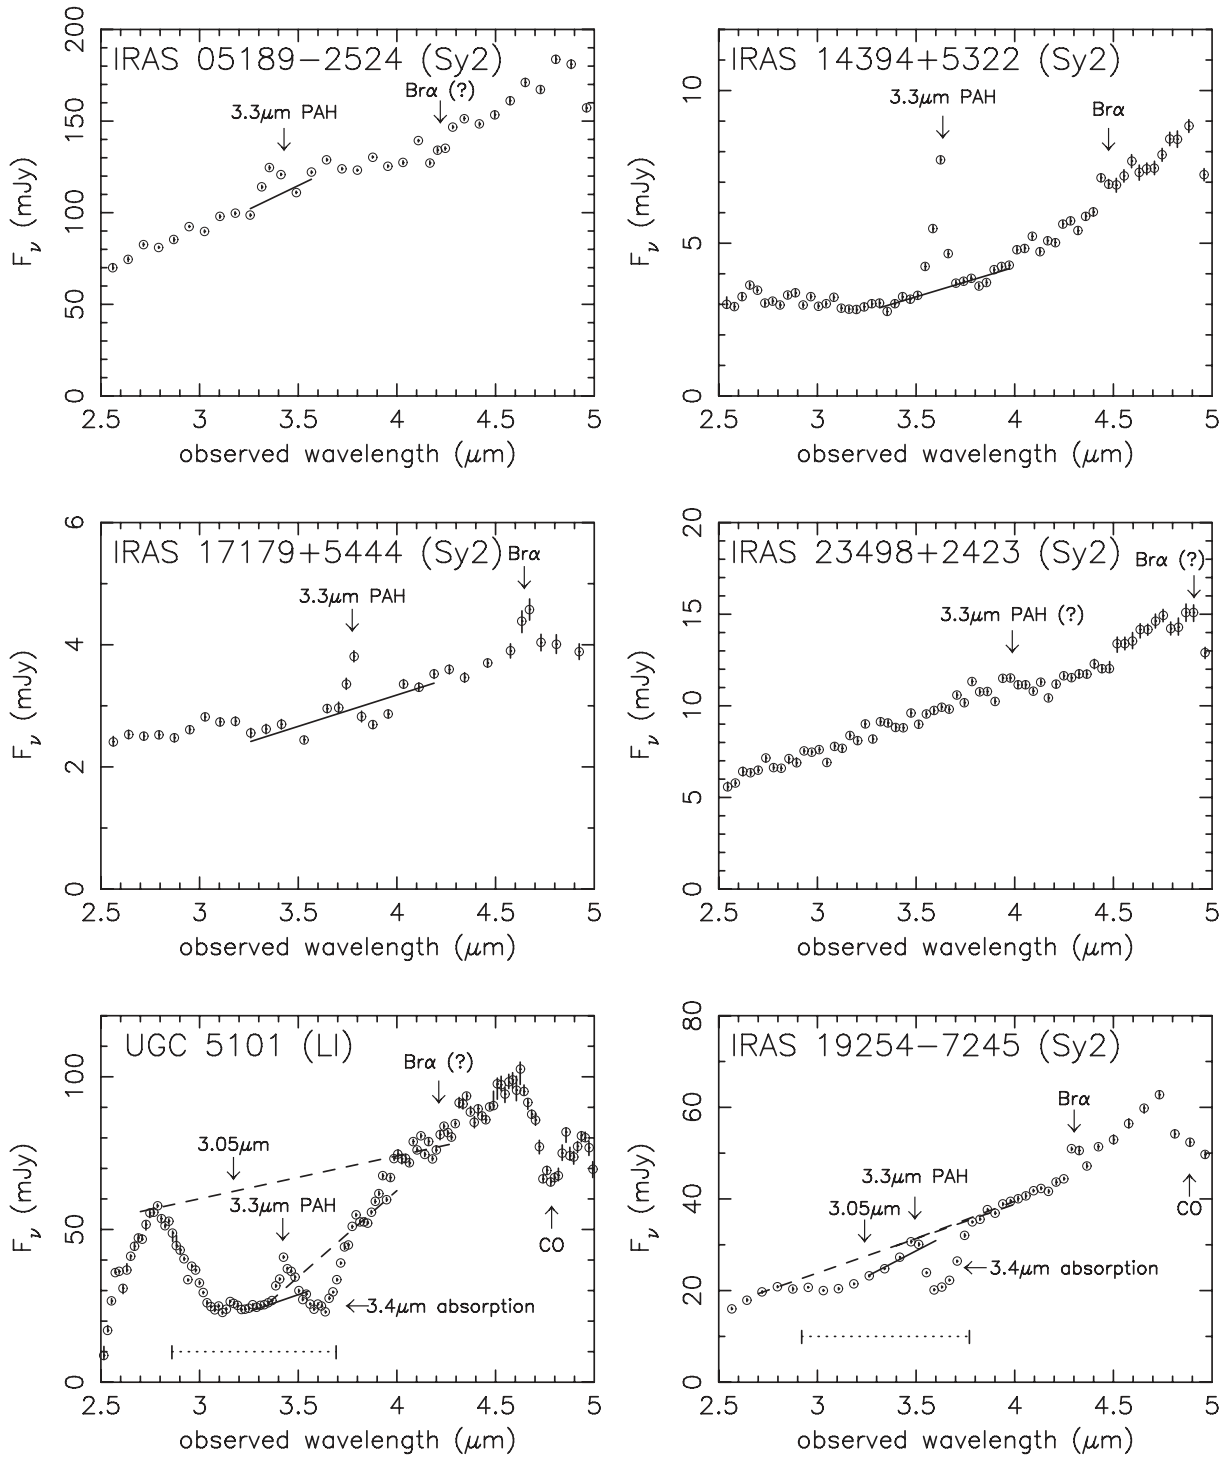 IRAS 05189−2524 (Sy2)
Brα (?)
3.3μm PAH
200
150
100
50
0
Fν (mJy)
2.5 3 3.5 4 4.5 5
observed wavelength (μm)
IRAS 14394+5322 (Sy2)
3.3μm PAH
Brα
10
5
0
Fν (mJy)
2.5 3 3.5 4 4.5 5
observed wavelength (μm)
IRAS 17179+5444 (Sy2)
Brα
3.3μm PAH
6
4
2
0
Fν (mJy)
2.5 3 3.5 4 4.5 5
observed wavelength (μm)
IRAS 23498+2423 (Sy2)
Brα (?)
3.3μm PAH (?)
20
15
10
5
0
Fν (mJy)
2.5 3 3.5 4 4.5 5
observed wavelength (μm)
UGC 5101 (LI)
Brα (?)
3.05μm
3.3μm PAH
CO
3.4μm absorption
100
50
0
Fν (mJy)
2.5 3 3.5 4 4.5 5
observed wavelength (μm)
IRAS 19254−7245 (Sy2)
Brα
3.3μm PAH
3.05μm
CO
3.4μm absorption
80
60
40
20
0
Fν (mJy)
2.5 3 3.5 4 4.5 5
observed wavelength (μm)